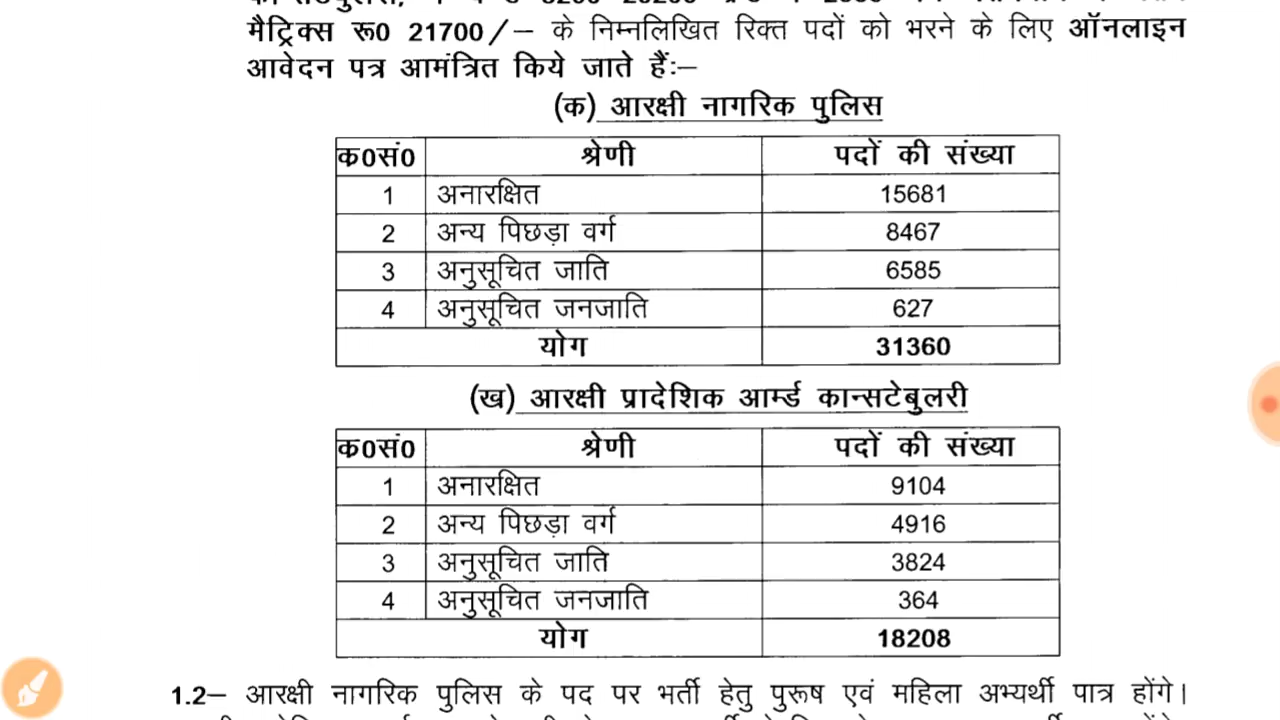 मैट्रिक्स रू0 21700/— के निम्नलिखित रिक्त पदों को भरने के लिए ऑनलाइन
आवेदन पत्र आमंत्रित किये जाते हैंः—
(क) आरक्षी नागरिक पुलिस
क0सं0 श्रेणी पदों की संख्या
1 अनारक्षित 15681
2 अन्य पिछड़ा वर्ग 8467
3 अनुसूचित जाति 6585
4 अनुसूचित जनजाति 627
योग 31360
(ख) आरक्षी प्रादेशिक आर्म्ड कान्सटेबुलरी
क0सं0 श्रेणी पदों की संख्या
1 अनारक्षित 9104
2 अन्य पिछड़ा वर्ग 4916
3 अनुसूचित जाति 3824
4 अनुसूचित जनजाति 364
योग 18208
1.2— आरक्षी नागरिक पुलिस के पद पर भर्ती हेतु पुरूष एवं महिला अभ्यर्थी पात्र होंगे।